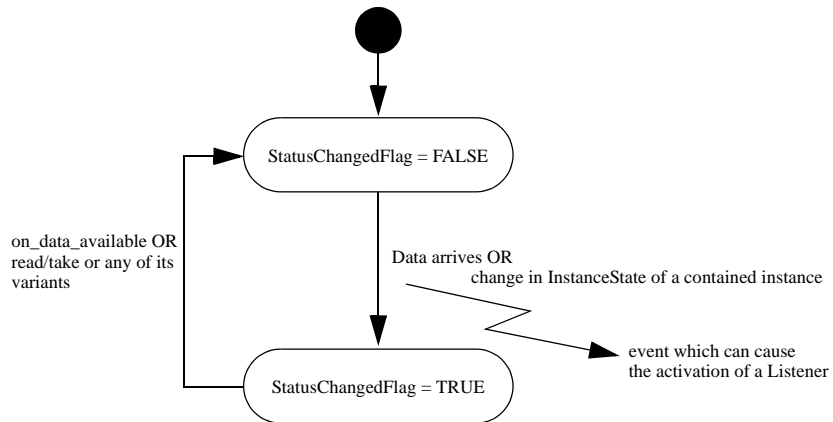 StatusChangedFlag = FALSE
on_data_available OR
read/take or any of its
variants
Data arrives OR
change in InstanceState of a contained instance
event which can cause
the activation of a Listener
StatusChangedFlag = TRUE